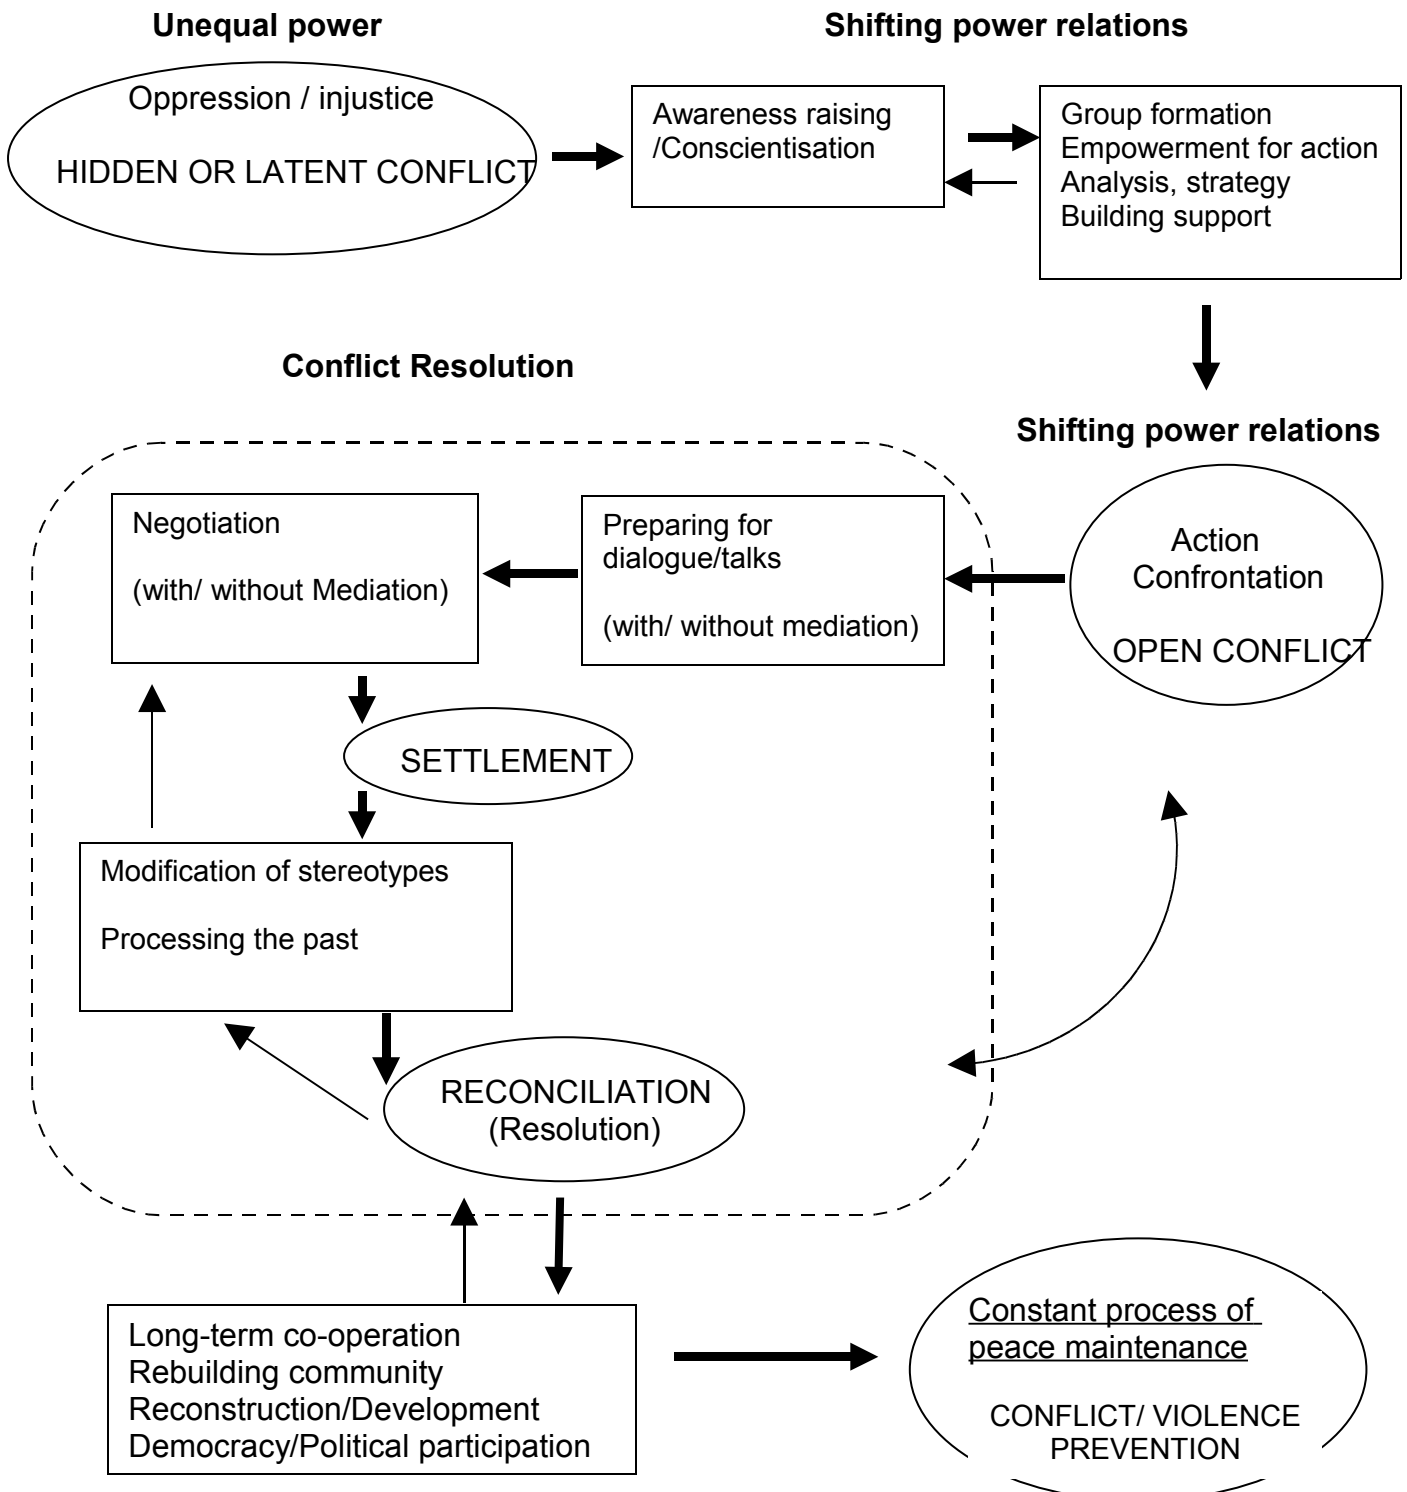 Unequal power
Shifting power relations
Oppression / injustice
HIDDEN OR LATENT CONFLICT
Awareness raising
/Conscientisation
Group formation
Empowerment for action
Analysis, strategy
Building support
Conflict Resolution
Shifting power relations
Negotiation
(with/ without Mediation)
Preparing for
dialogue/talks
(with/ without mediation)
Action
Confrontation
OPEN CONFLICT
SETTLEMENT
Modification of stereotypes
Processing the past
RECONCILIATION
(Resolution)
Long-term co-operation
Rebuilding community
Reconstruction/Development
Democracy/Political participation
Constant process of
peace maintenance
CONFLICT/ VIOLENCE
PREVENTION